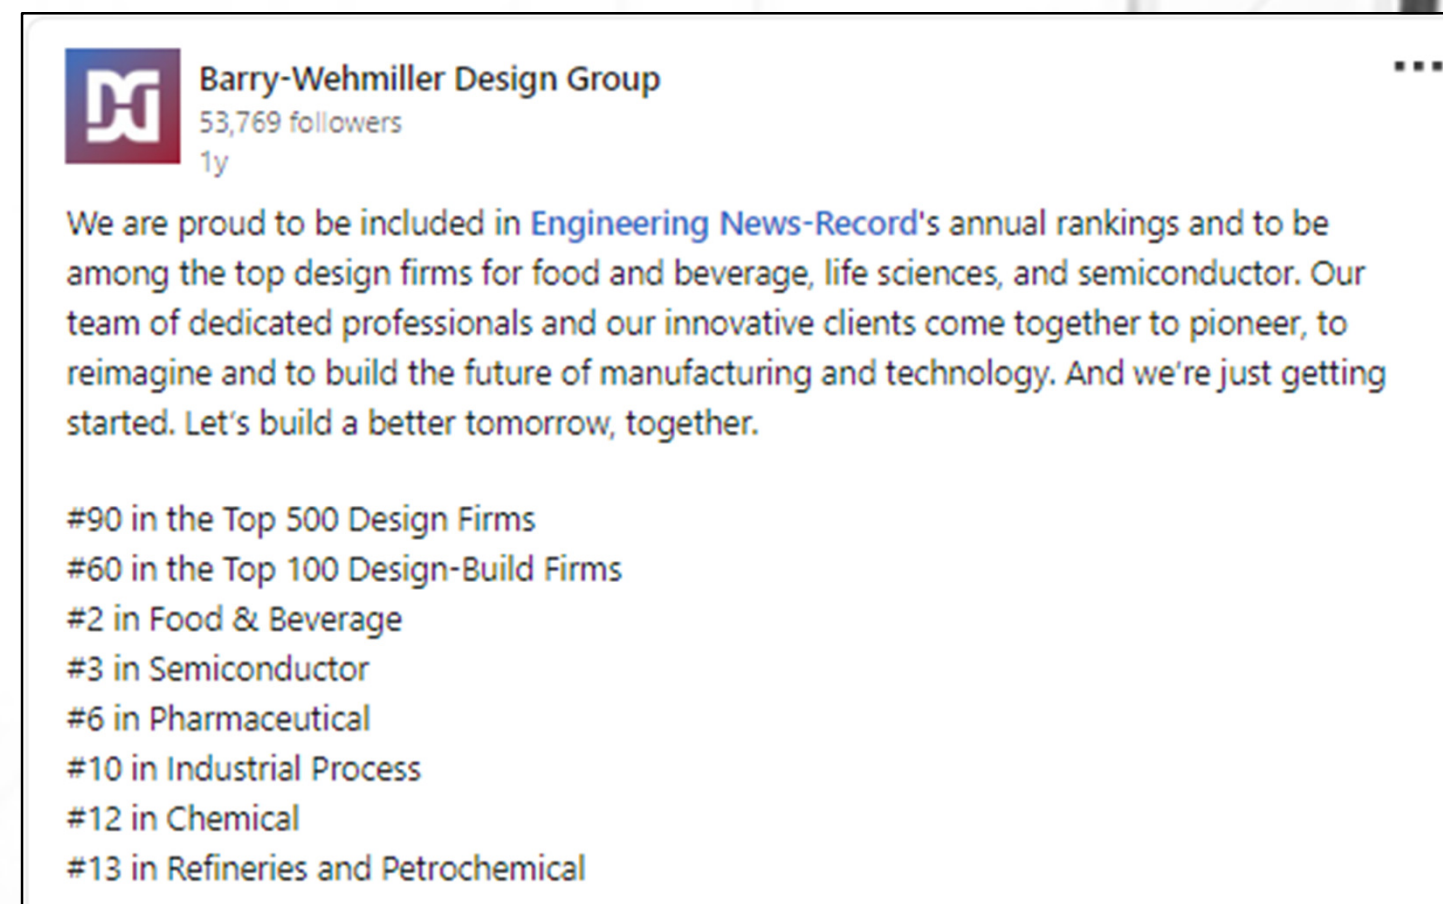 Barry-Wehmiller Design Group
53,769 followers
1y
We are proud to be included in Engineering News-Record's annual rankings and to be
among the top design firms for food and beverage, life sciences, and semiconductor. Our
team of dedicated professionals and our innovative clients come together to pioneer, to
reimagine and to build the future of manufacturing and technology. And we're just getting
started. Let's build a better tomorrow, together.
#90 in the Top 500 Design Firms
#60 in the Top 100 Design-Build Firms
#2 in Food & Beverage
#3 in Semiconductor
#6 in Pharmaceutical
#10 in Industrial Process
#12 in Chemical
#13 in Refineries and Petrochemical